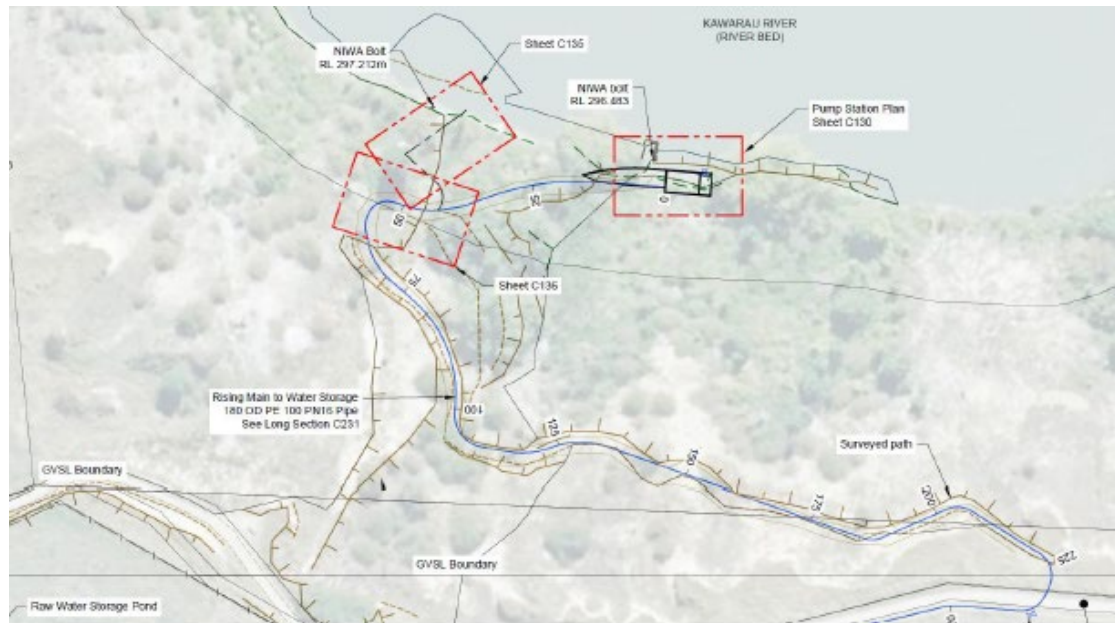 KAWARAU RIVER
(RIVER BED)
Sheet C135
NIWA Bolt
RL 297.212m
NIWA bolt
RL 296.483
Pump Station Plan
Sheet C130
0
25
50
75
Sheet C136
Rising Main to Water Storage
180 OD PE 100 PN16 Pipe
See Long Section C231
100
125
150
175
200
225
Surveyed path
GVSL Boundary
GVSL Boundary
Raw Water Storage Pond